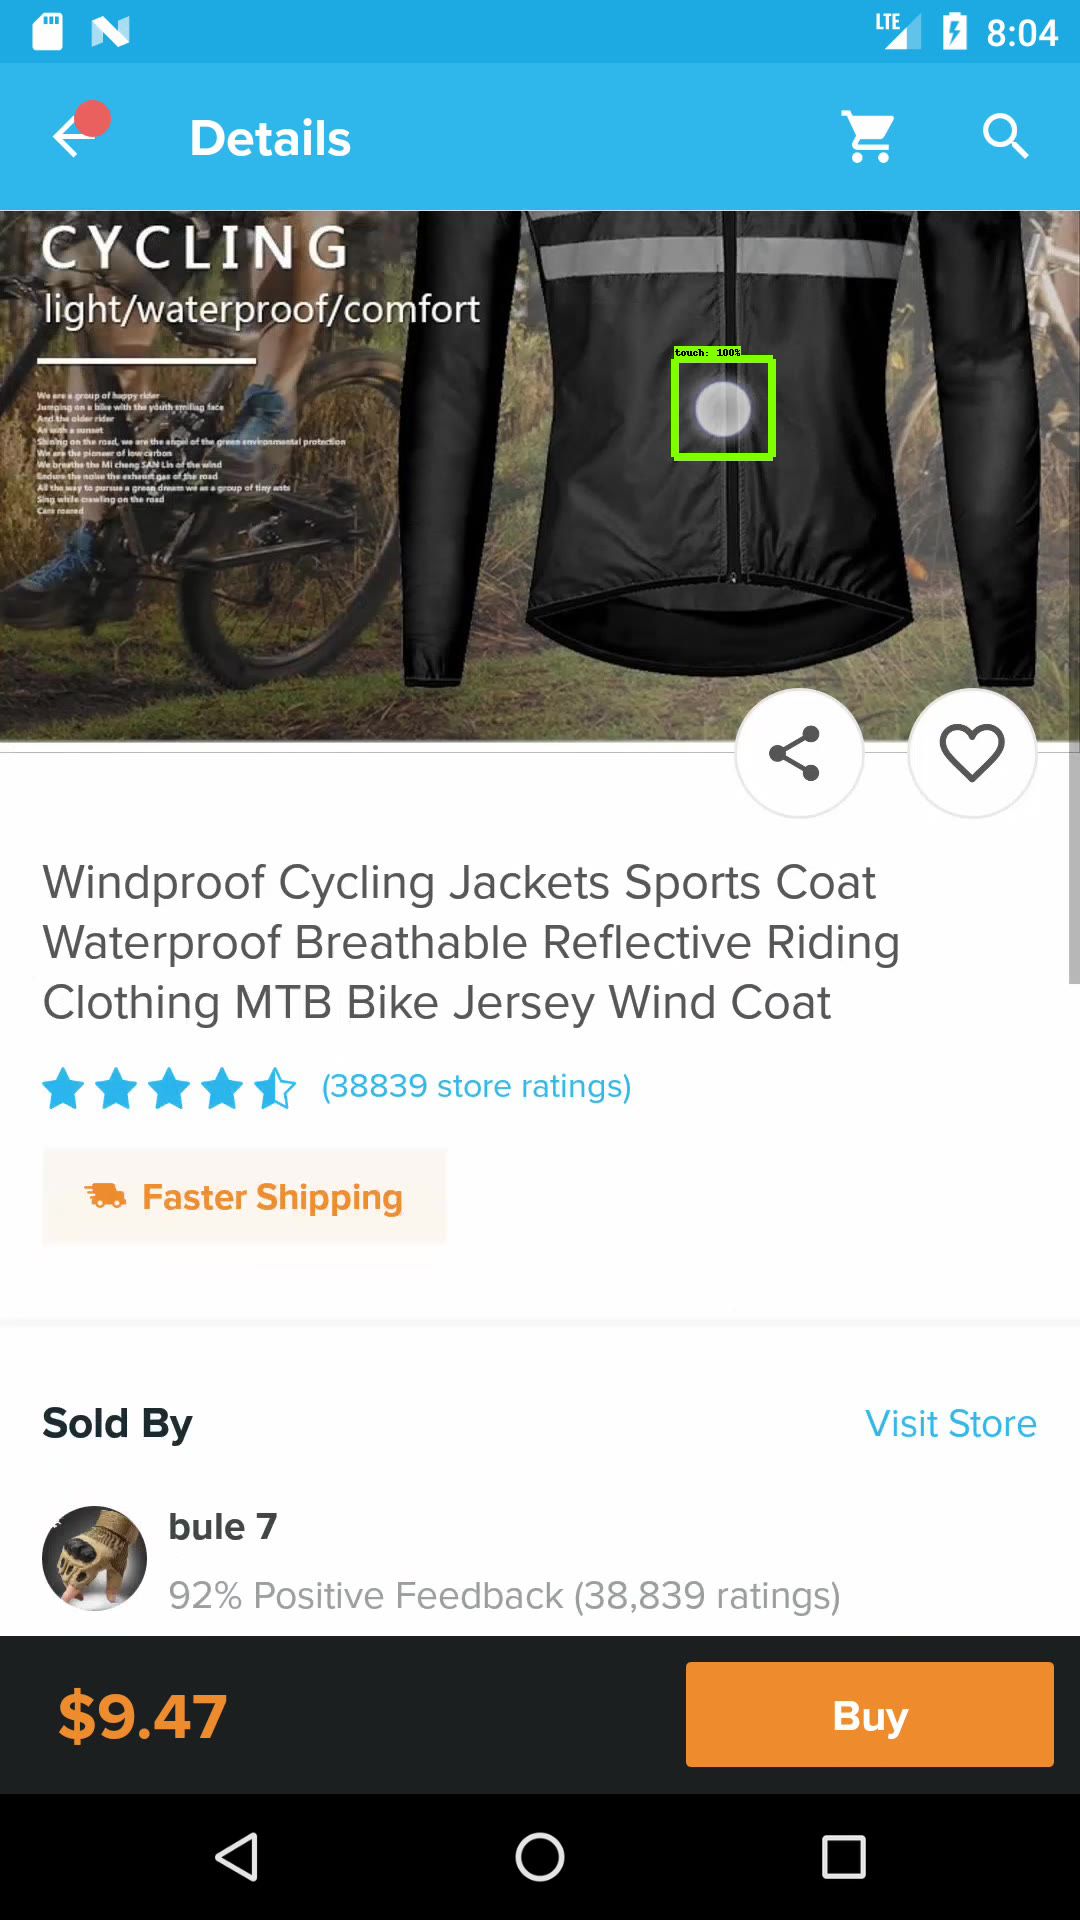 LTE 8:04
Details
CYCLING
light/waterproof/comfort
touch: 100%
We are a group of happy rider
Jumping on a bike with the youth smiling face
And the older rider
As with a sunset
Shining on the road, we are the angel of the green environmental protection
We are the pioneer of low carbon
We breathe the Mi cheng SAN Lin of the wind
Endure the noise the exhaust gas of the road
All the way to pursue a green dream we as a group of tiny ants
Sing while crawling on the road
Care roared
Windproof Cycling Jackets Sports Coat
Waterproof Breathable Reflective Riding
Clothing MTB Bike Jersey Wind Coat
(38839 store ratings)
Faster Shipping
Sold By
Visit Store
bule 7
92% Positive Feedback (38,839 ratings)
$9.47
Buy